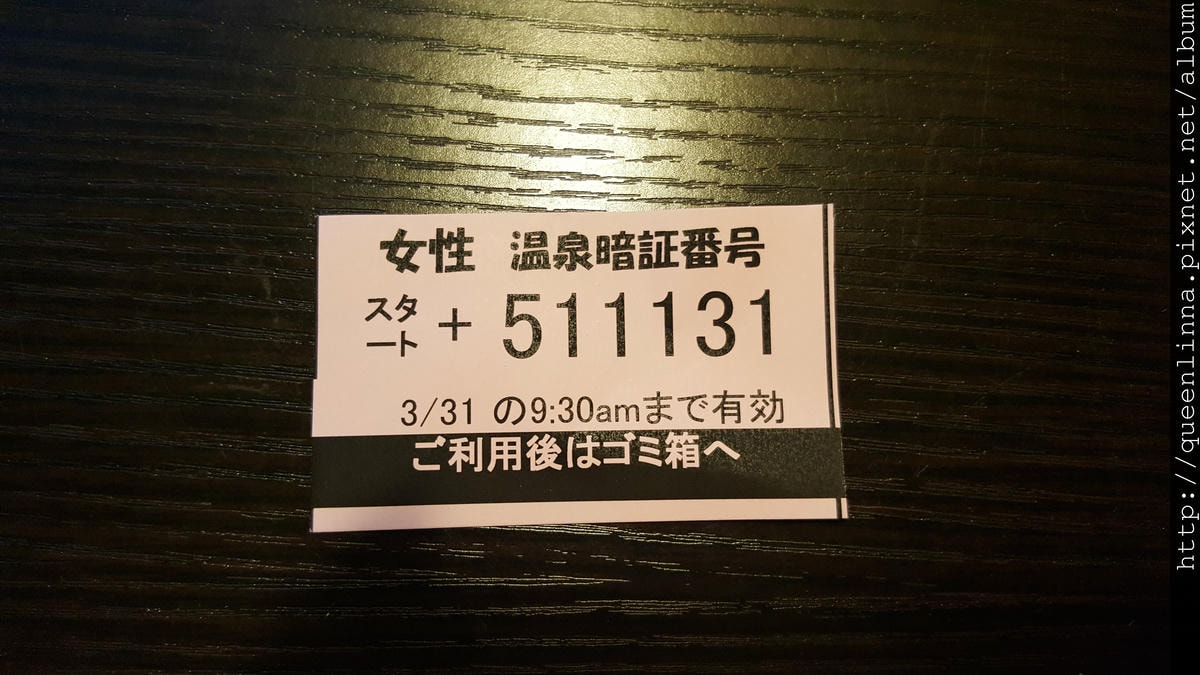 女性 温泉暗証番号
スタ
ート + 511131
3/31 の9:30amまで有効
ご利用後はゴミ箱へ
http://queenlinna.pixnet.net/album